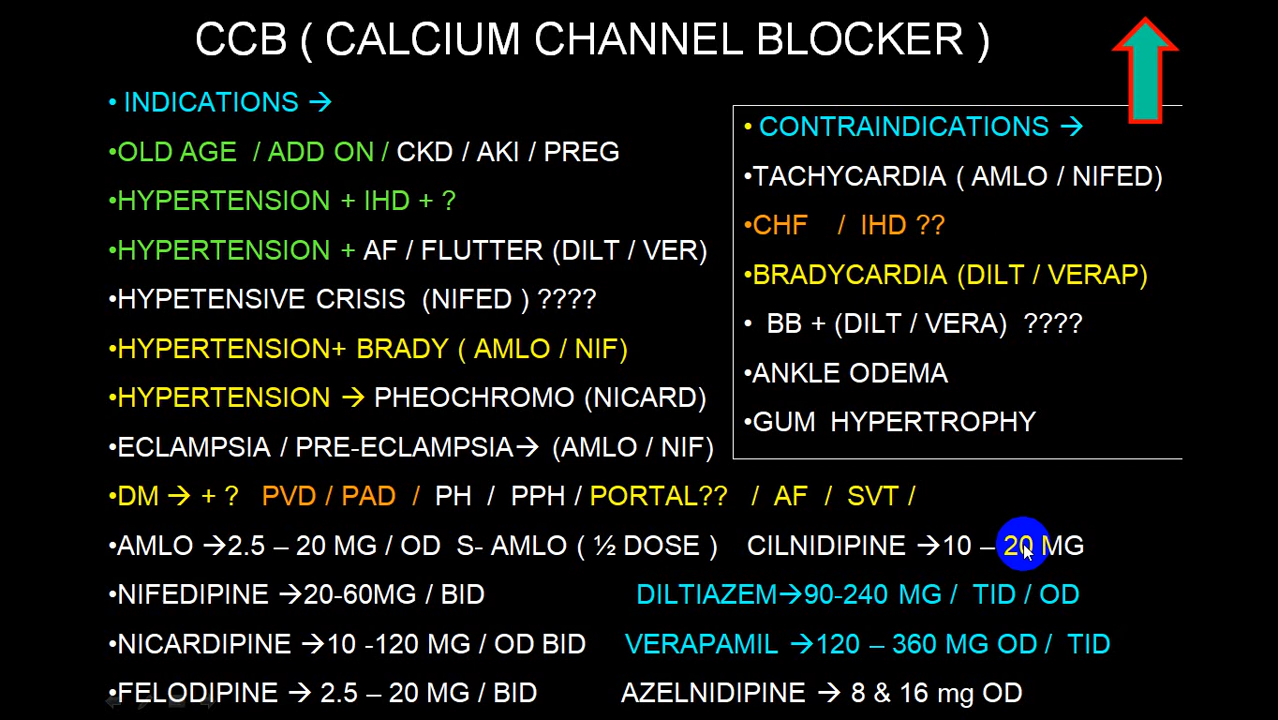 CCB ( CALCIUM CHANNEL BLOCKER )
• INDICATIONS →
•OLD AGE / ADD ON / CKD / AKI / PREG
•HYPERTENSION + IHD + ?
•HYPERTENSION + AF / FLUTTER (DILT / VER)
•HYPETENSIVE CRISIS (NIFED ) ????
•HYPERTENSION+ BRADY ( AMLO / NIF)
•HYPERTENSION → PHEOCHROMO (NICARD)
•ECLAMPSIA / PRE-ECLAMPSIA→ (AMLO / NIF)
• CONTRAINDICATIONS →
•TACHYCARDIA ( AMLO / NIFED)
•CHF / IHD ??
•BRADYCARDIA (DILT / VERAP)
• BB + (DILT / VERA) ????
•ANKLE ODEMA
•GUM HYPERTROPHY
•DM → + ? PVD / PAD / PH / PPH / PORTAL?? / AF / SVT /
•AMLO →2.5 – 20 MG / OD S- AMLO ( ½ DOSE ) CILNIDIPINE →10 – 20 MG
•NIFEDIPINE →20-60MG / BID DILTIAZEM→90-240 MG / TID / OD
•NICARDIPINE →10 -120 MG / OD BID VERAPAMIL →120 – 360 MG OD / TID
•FELODIPINE → 2.5 – 20 MG / BID AZELNIDIPINE → 8 & 16 mg OD